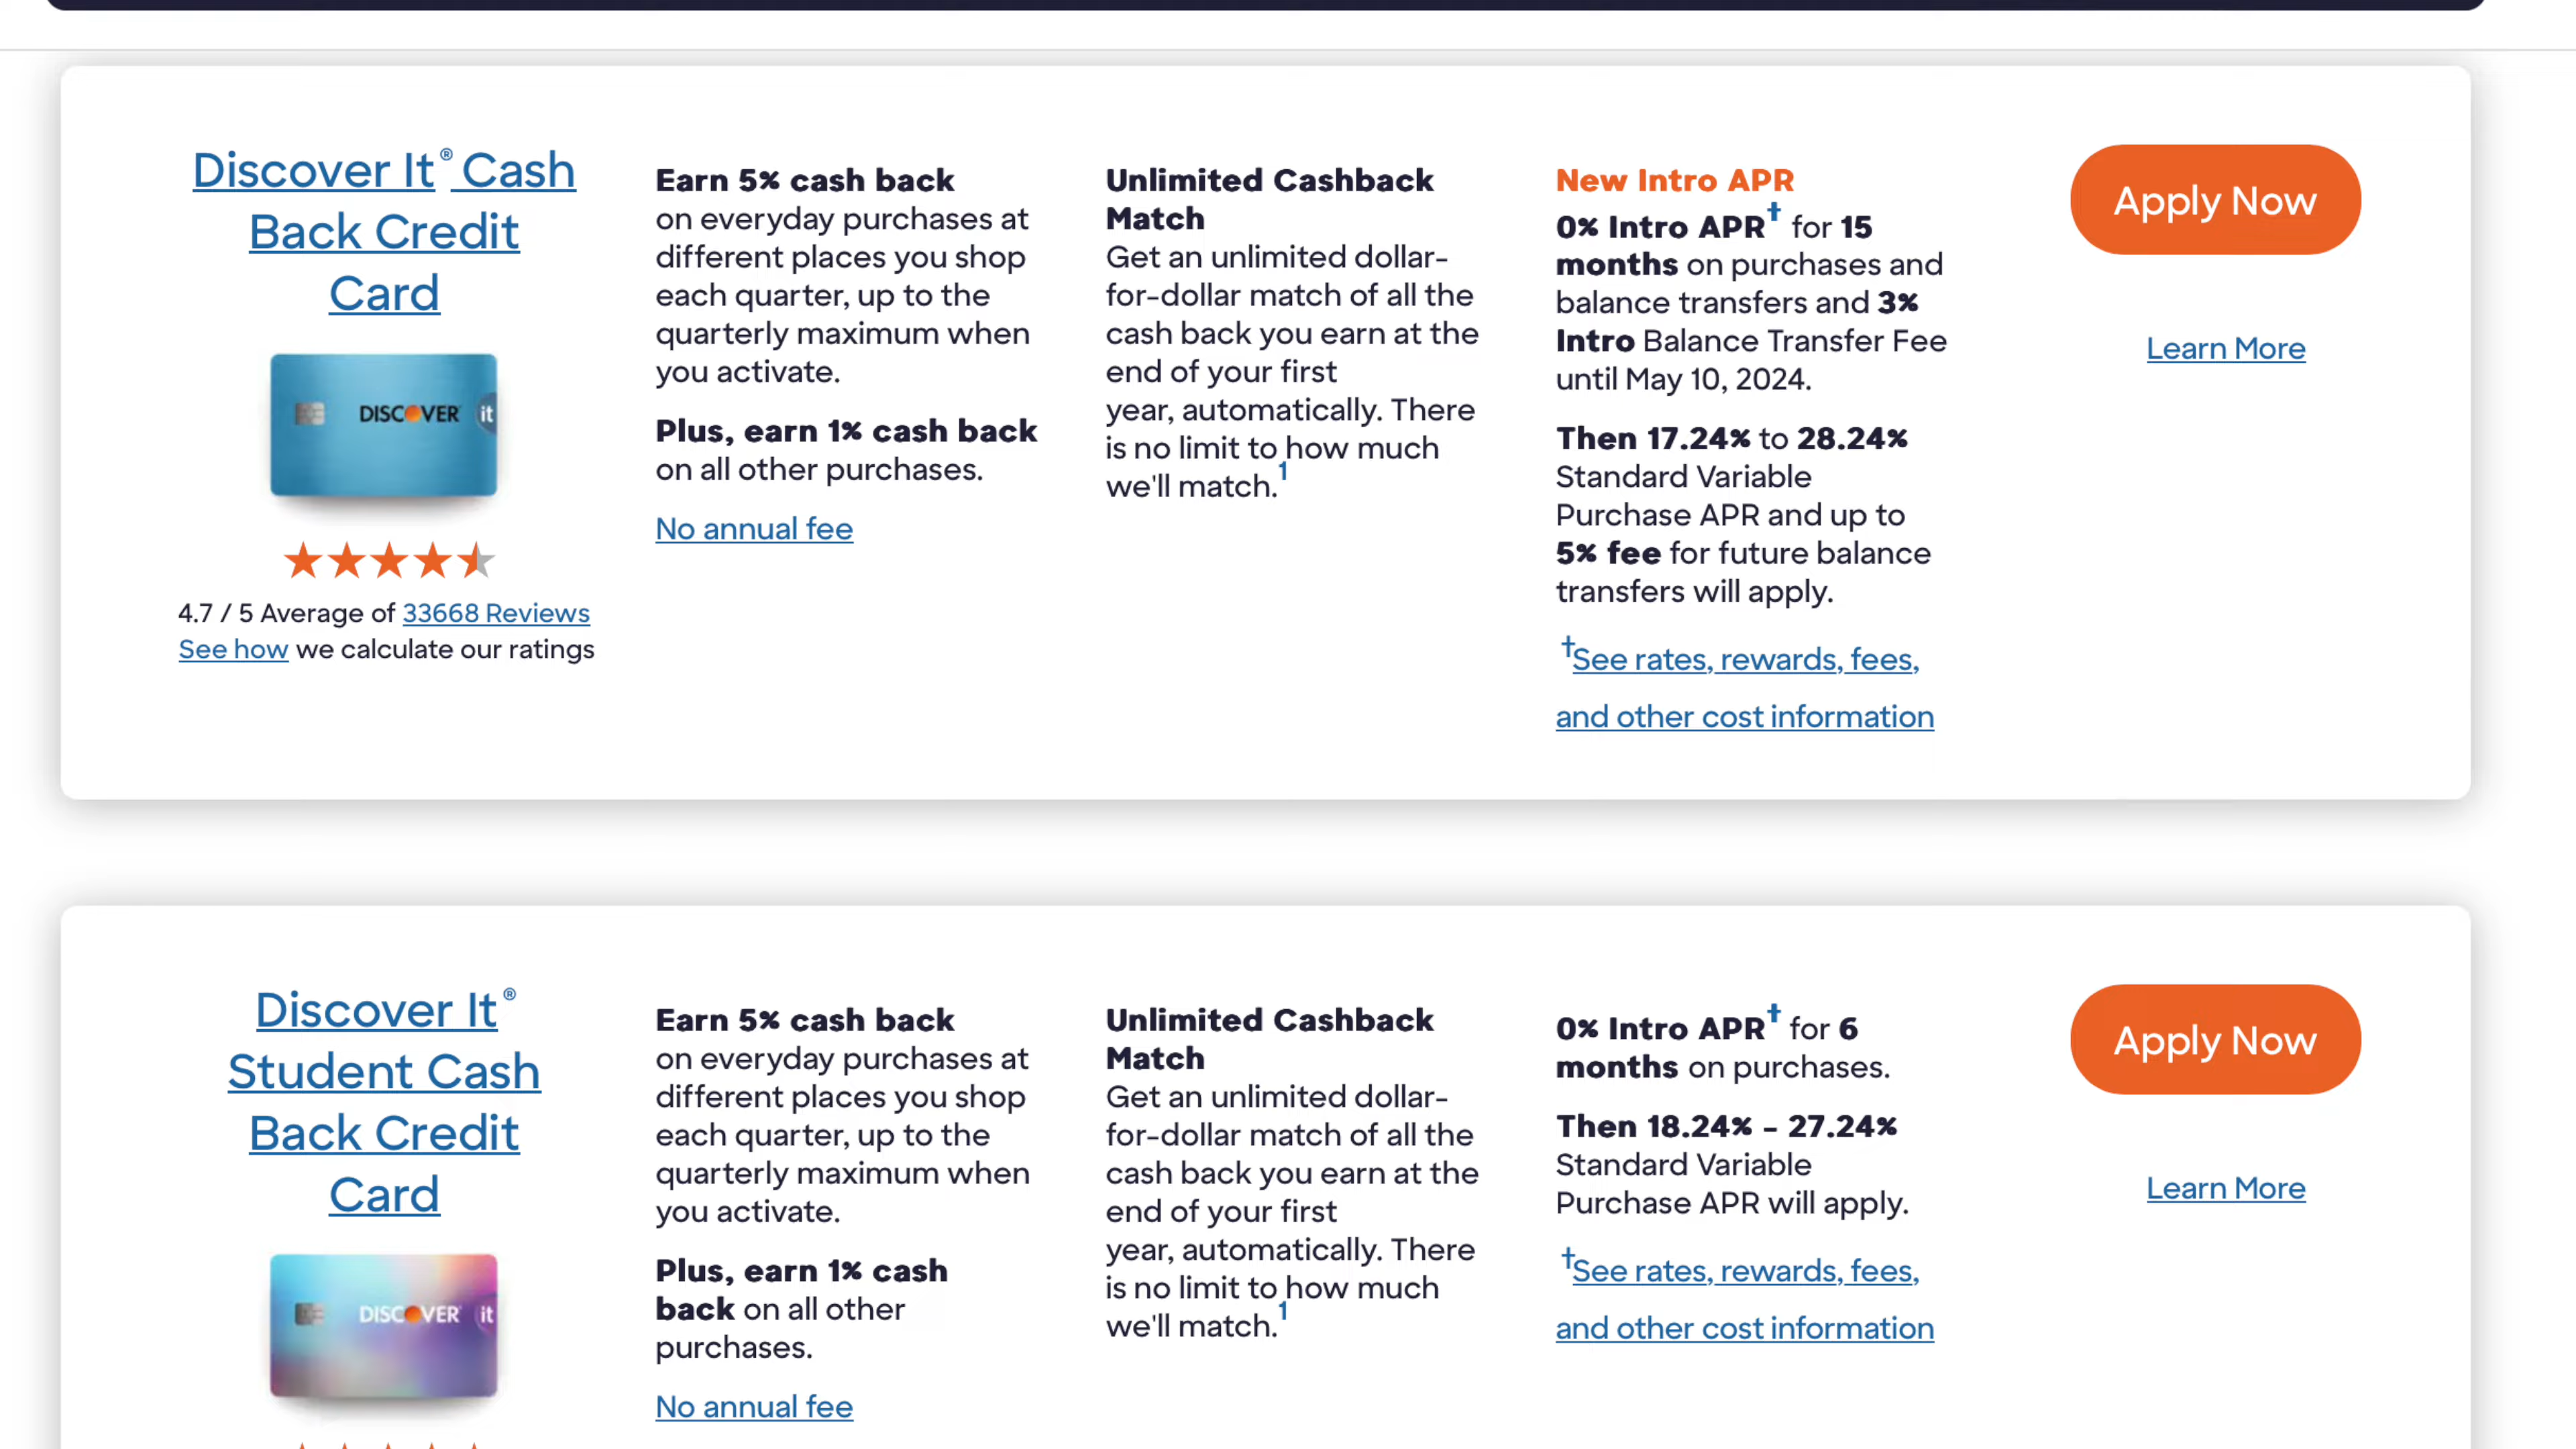 Discover It® Cash
Back Credit
Card
DISCOVER it
4.7 / 5 Average of 33668 Reviews
See how we calculate our ratings
Earn 5% cash back
on everyday purchases at
different places you shop
each quarter, up to the
quarterly maximum when
you activate.
Plus, earn 1% cash back
on all other purchases.
No annual fee
Unlimited Cashback
Match
Get an unlimited dollar-
for-dollar match of all the
cash back you earn at the
end of your first
year, automatically. There
is no limit to how much
we'll match.1
New Intro APR
0% Intro APR† for 15
months on purchases and
balance transfers and 3%
Intro Balance Transfer Fee
until May 10, 2024.
Then 17.24% to 28.24%
Standard Variable
Purchase APR and up to
5% fee for future balance
transfers will apply.
†See rates, rewards, fees,
and other cost information
Apply Now
Learn More
Discover It®
Student Cash
Back Credit
Card
DISCOVER it
Earn 5% cash back
on everyday purchases at
different places you shop
each quarter, up to the
quarterly maximum when
you activate.
Plus, earn 1% cash
back on all other
purchases.
No annual fee
Unlimited Cashback
Match
Get an unlimited dollar-
for-dollar match of all the
cash back you earn at the
end of your first
year, automatically. There
is no limit to how much
we'll match.1
0% Intro APR† for 6
months on purchases.
Then 18.24% - 27.24%
Standard Variable
Purchase APR will apply.
†See rates, rewards, fees,
and other cost information
Apply Now
Learn More